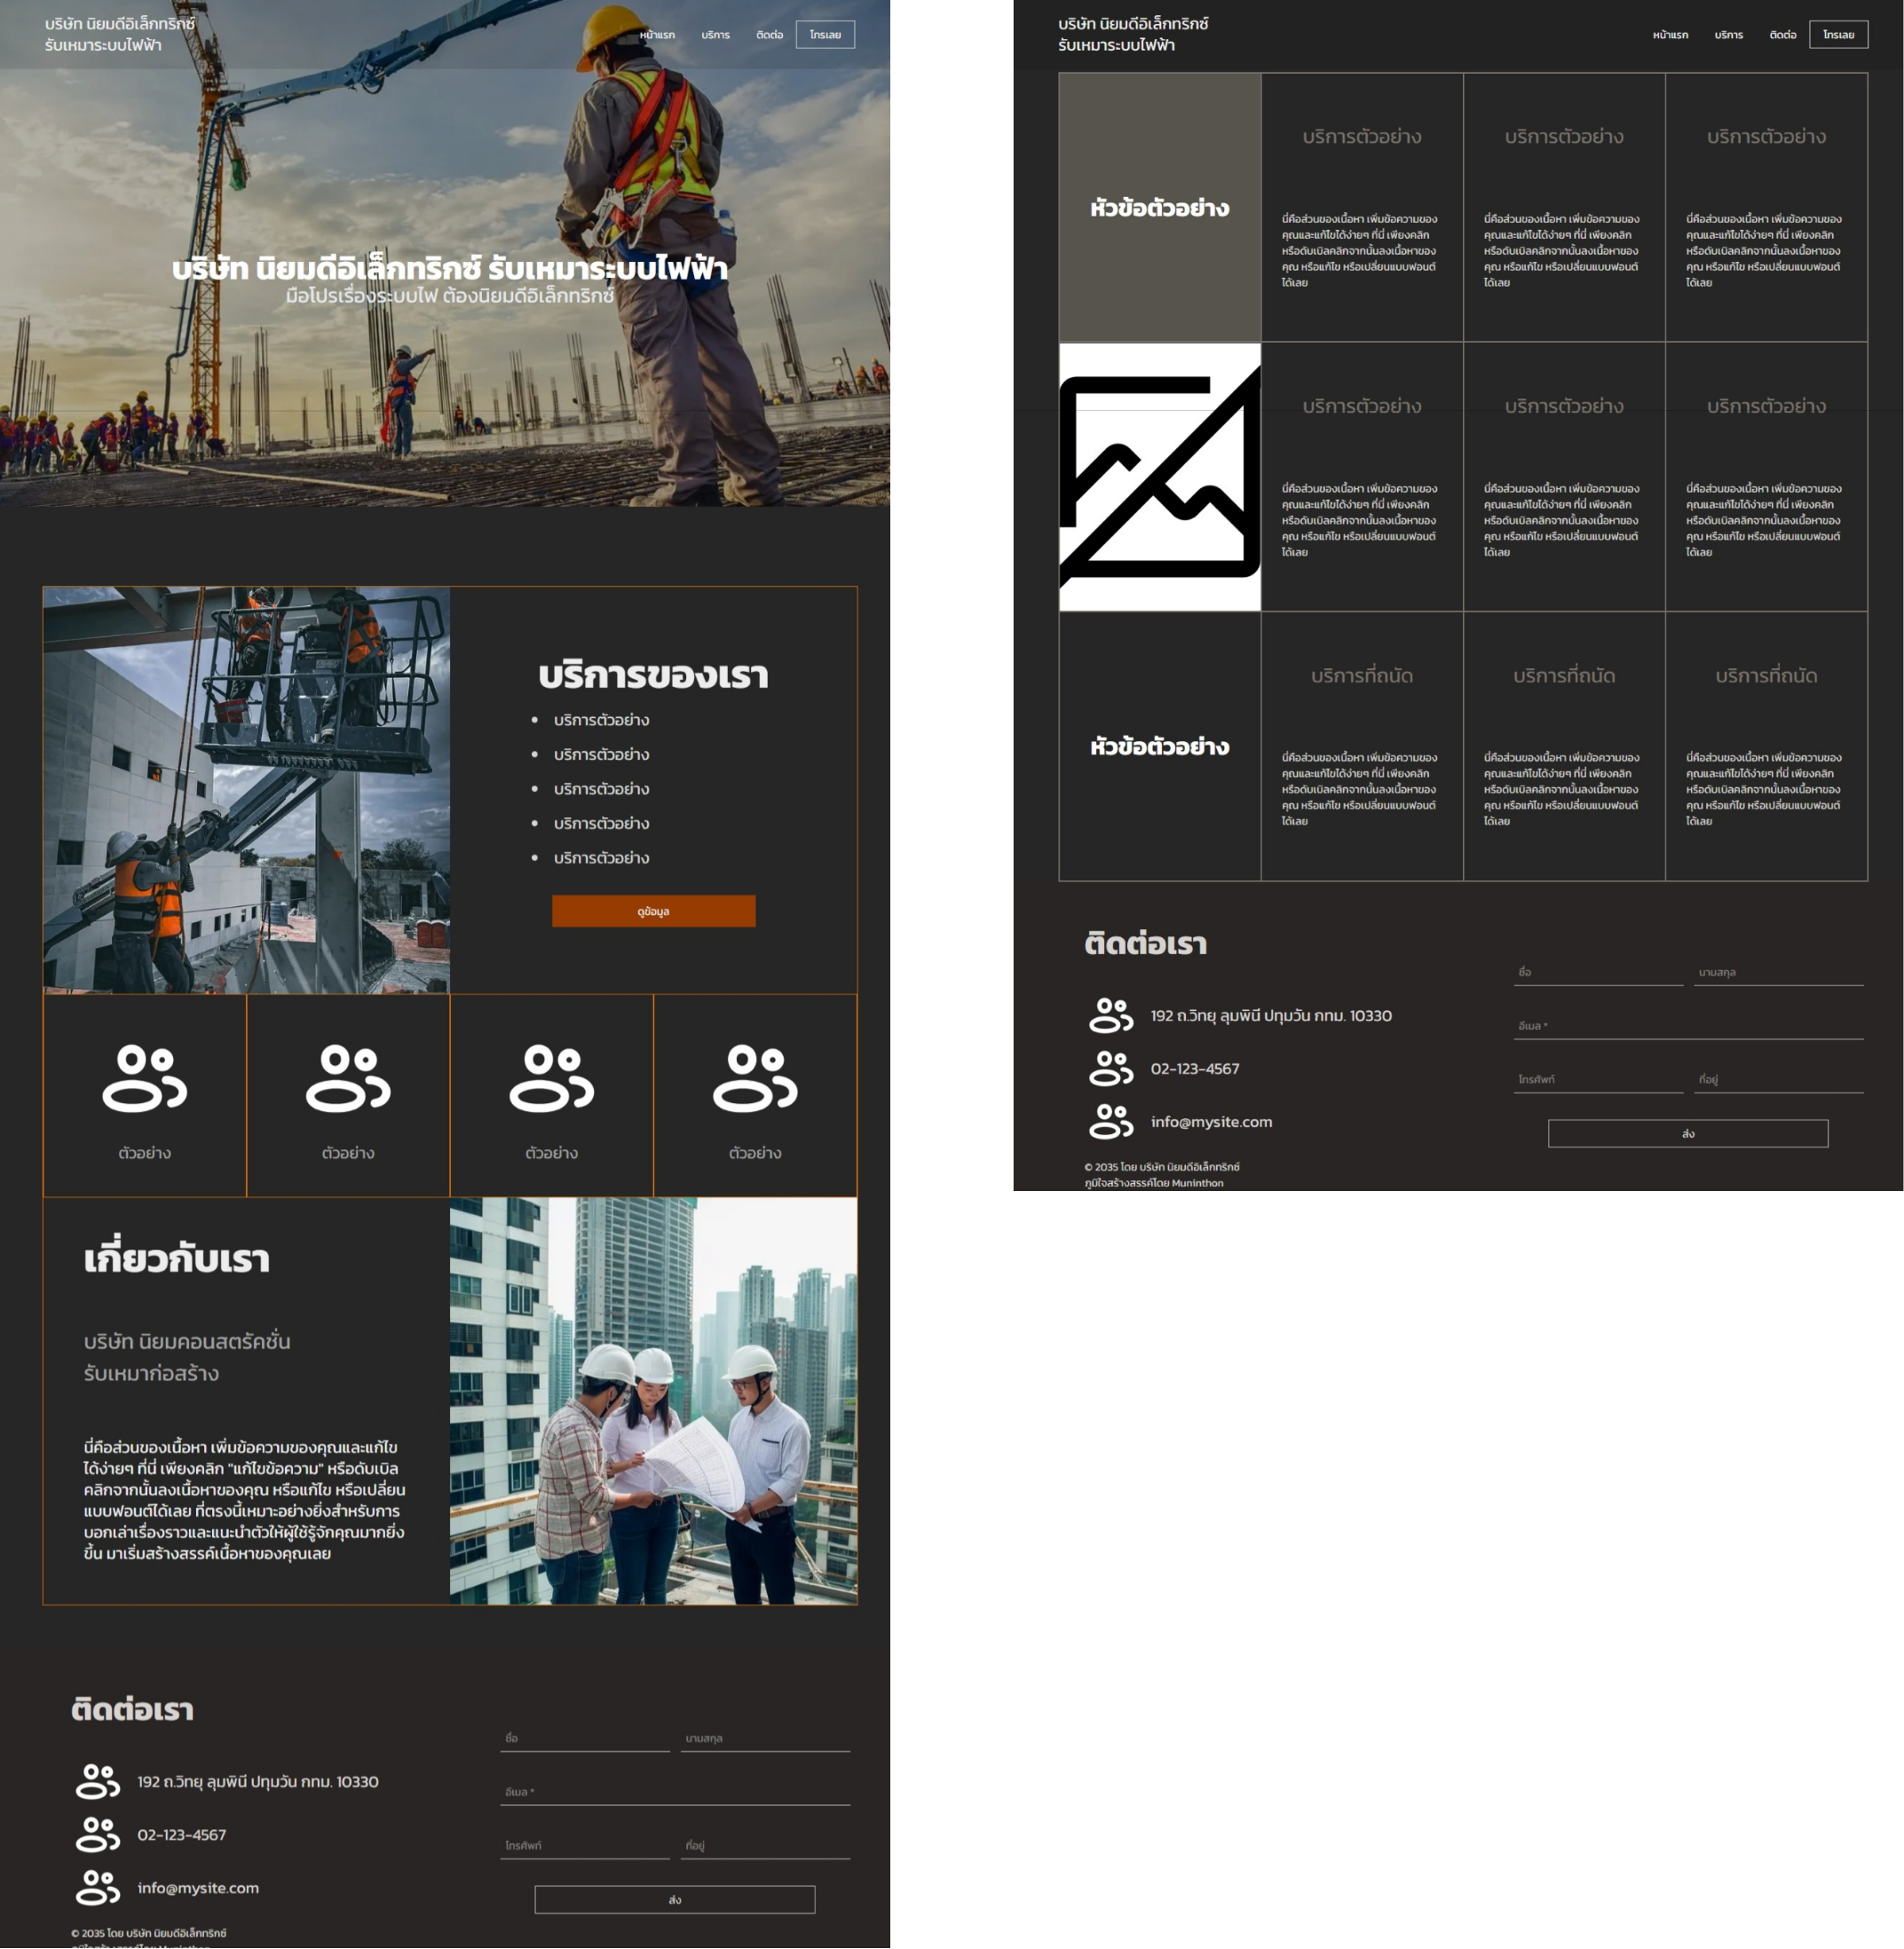 บริษัท นิยมดีอิเล็กทริกซ์
รับเหมาระบบไฟฟ้า
หน้าแรก
บริการ
ติดต่อ
โทรเลย
บริษัท นิยมดีอิเล็กทริกซ์ รับเหมาระบบไฟฟ้า
มือโปรเรื่องระบบไฟ ต้องนิยมดีอิเล็กทริกซ์
บริการของเรา
บริการตัวอย่าง
บริการตัวอย่าง
บริการตัวอย่าง
บริการตัวอย่าง
บริการตัวอย่าง
ดูข้อมูล
ตัวอย่าง
ตัวอย่าง
ตัวอย่าง
ตัวอย่าง
เกี่ยวกับเรา
บริษัท นิยมคอนสตรัคชั่น
รับเหมาก่อสร้าง
นี่คือส่วนของเนื้อหา เพิ่มข้อความของคุณและแก้ไข
ได้ง่ายๆ ที่นี่ เพียงคลิก "แก้ไขข้อความ" หรือดับเบิล
คลิกจากนั้นลงเนื้อหาของคุณ หรือแก้ไข หรือเปลี่ยน
แบบฟอนต์ได้เลย ที่ตรงนี้เหมาะอย่างยิ่งสำหรับการ
บอกเล่าเรื่องราวและแนะนำตัวให้ผู้ใช้รู้จักคุณมากยิ่ง
ขึ้น มาเริ่มสร้างสรรค์เนื้อหาของคุณเลย
ติดต่อเรา
192 ถ.วิทยุ ลุมพินี ปทุมวัน กทม. 10330
02-123-4567
info@mysite.com
© 2035 โดย บริษัท นิยมดีอิเล็กทริกซ์
ชื่อ
นามสกุล
อีเมล *
โทรศัพท์
ที่อยู่
ส่ง
บริษัท นิยมดีอิเล็กทริกซ์
รับเหมาระบบไฟฟ้า
หน้าแรก
บริการ
ติดต่อ
โทรเลย
หัวข้อตัวอย่าง
บริการตัวอย่าง
นี่คือส่วนของเนื้อหา เพิ่มข้อความของ
คุณและแก้ไขได้ง่ายๆ ที่นี่ เพียงคลิก
หรือดับเบิลคลิกจากนั้นลงเนื้อหาของ
คุณ หรือแก้ไข หรือเปลี่ยนแบบฟอนต์
ได้เลย
บริการตัวอย่าง
นี่คือส่วนของเนื้อหา เพิ่มข้อความของ
คุณและแก้ไขได้ง่ายๆ ที่นี่ เพียงคลิก
หรือดับเบิลคลิกจากนั้นลงเนื้อหาของ
คุณ หรือแก้ไข หรือเปลี่ยนแบบฟอนต์
ได้เลย
บริการตัวอย่าง
นี่คือส่วนของเนื้อหา เพิ่มข้อความของ
คุณและแก้ไขได้ง่ายๆ ที่นี่ เพียงคลิก
หรือดับเบิลคลิกจากนั้นลงเนื้อหาของ
คุณ หรือแก้ไข หรือเปลี่ยนแบบฟอนต์
ได้เลย
บริการตัวอย่าง
นี่คือส่วนของเนื้อหา เพิ่มข้อความของ
คุณและแก้ไขได้ง่ายๆ ที่นี่ เพียงคลิก
หรือดับเบิลคลิกจากนั้นลงเนื้อหาของ
คุณ หรือแก้ไข หรือเปลี่ยนแบบฟอนต์
ได้เลย
บริการตัวอย่าง
นี่คือส่วนของเนื้อหา เพิ่มข้อความของ
คุณและแก้ไขได้ง่ายๆ ที่นี่ เพียงคลิก
หรือดับเบิลคลิกจากนั้นลงเนื้อหาของ
คุณ หรือแก้ไข หรือเปลี่ยนแบบฟอนต์
ได้เลย
บริการตัวอย่าง
นี่คือส่วนของเนื้อหา เพิ่มข้อความของ
คุณและแก้ไขได้ง่ายๆ ที่นี่ เพียงคลิก
หรือดับเบิลคลิกจากนั้นลงเนื้อหาของ
คุณ หรือแก้ไข หรือเปลี่ยนแบบฟอนต์
ได้เลย
หัวข้อตัวอย่าง
บริการที่ถนัด
นี่คือส่วนของเนื้อหา เพิ่มข้อความของ
คุณและแก้ไขได้ง่ายๆ ที่นี่ เพียงคลิก
หรือดับเบิลคลิกจากนั้นลงเนื้อหาของ
คุณ หรือแก้ไข หรือเปลี่ยนแบบฟอนต์
ได้เลย
บริการที่ถนัด
นี่คือส่วนของเนื้อหา เพิ่มข้อความของ
คุณและแก้ไขได้ง่ายๆ ที่นี่ เพียงคลิก
หรือดับเบิลคลิกจากนั้นลงเนื้อหาของ
คุณ หรือแก้ไข หรือเปลี่ยนแบบฟอนต์
ได้เลย
บริการที่ถนัด
นี่คือส่วนของเนื้อหา เพิ่มข้อความของ
คุณและแก้ไขได้ง่ายๆ ที่นี่ เพียงคลิก
หรือดับเบิลคลิกจากนั้นลงเนื้อหาของ
คุณ หรือแก้ไข หรือเปลี่ยนแบบฟอนต์
ได้เลย
ติดต่อเรา
192 ถ.วิทยุ ลุมพินี ปทุมวัน กทม. 10330
02-123-4567
info@mysite.com
© 2035 โดย บริษัท นิยมดีอิเล็กทริกซ์
ภูมิใจสร้างสรรค์โดย Muninthon
ชื่อ
นามสกุล
อีเมล *
โทรศัพท์
ที่อยู่
ส่ง